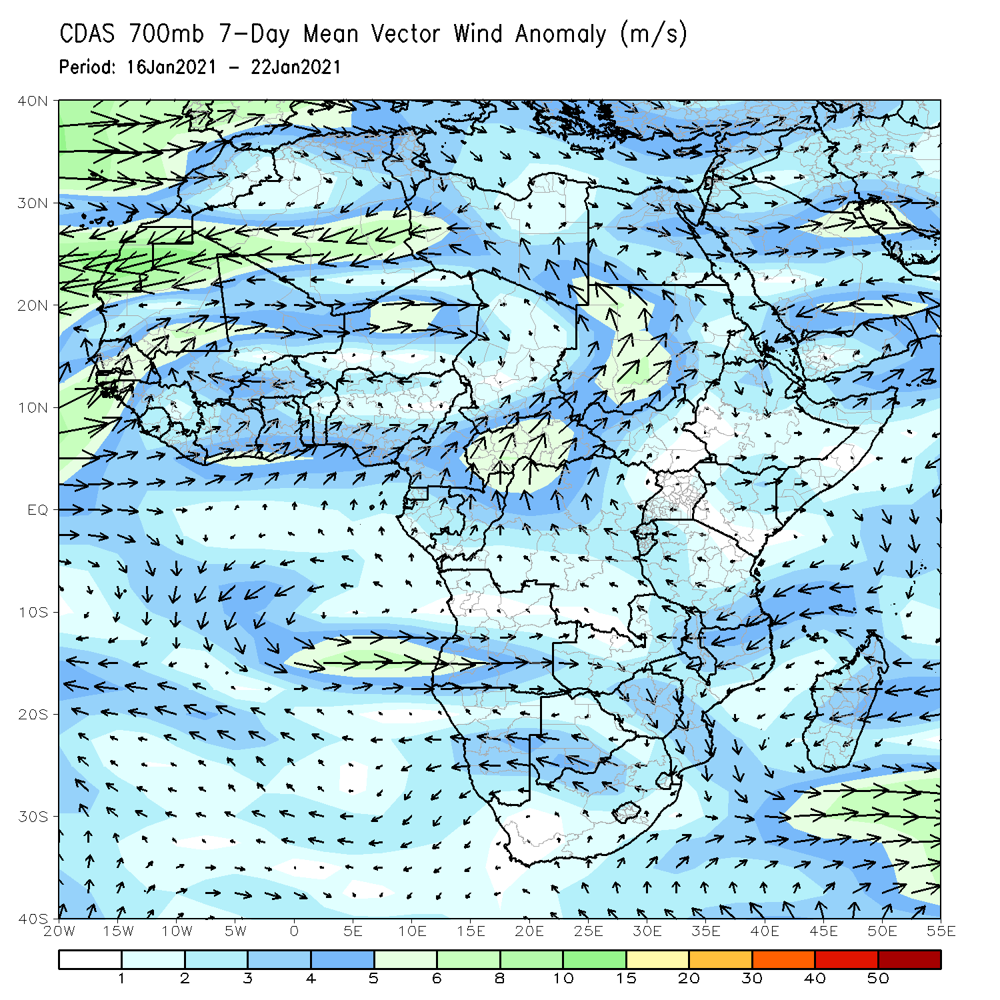 CDAS 700mb 7-Day Mean Vector Wind Anomaly (m/s)
Period: 16Jan2021 - 22Jan2021
40N
30N
20N
10N
EQ
10S
20S
30S
40S
20W 15W 10W 5W 0 5E 10E 15E 20E 25E 30E 35E 40E 45E 50E 55E
1 2 3 4 5 6 8 10 15 20 30 40 50